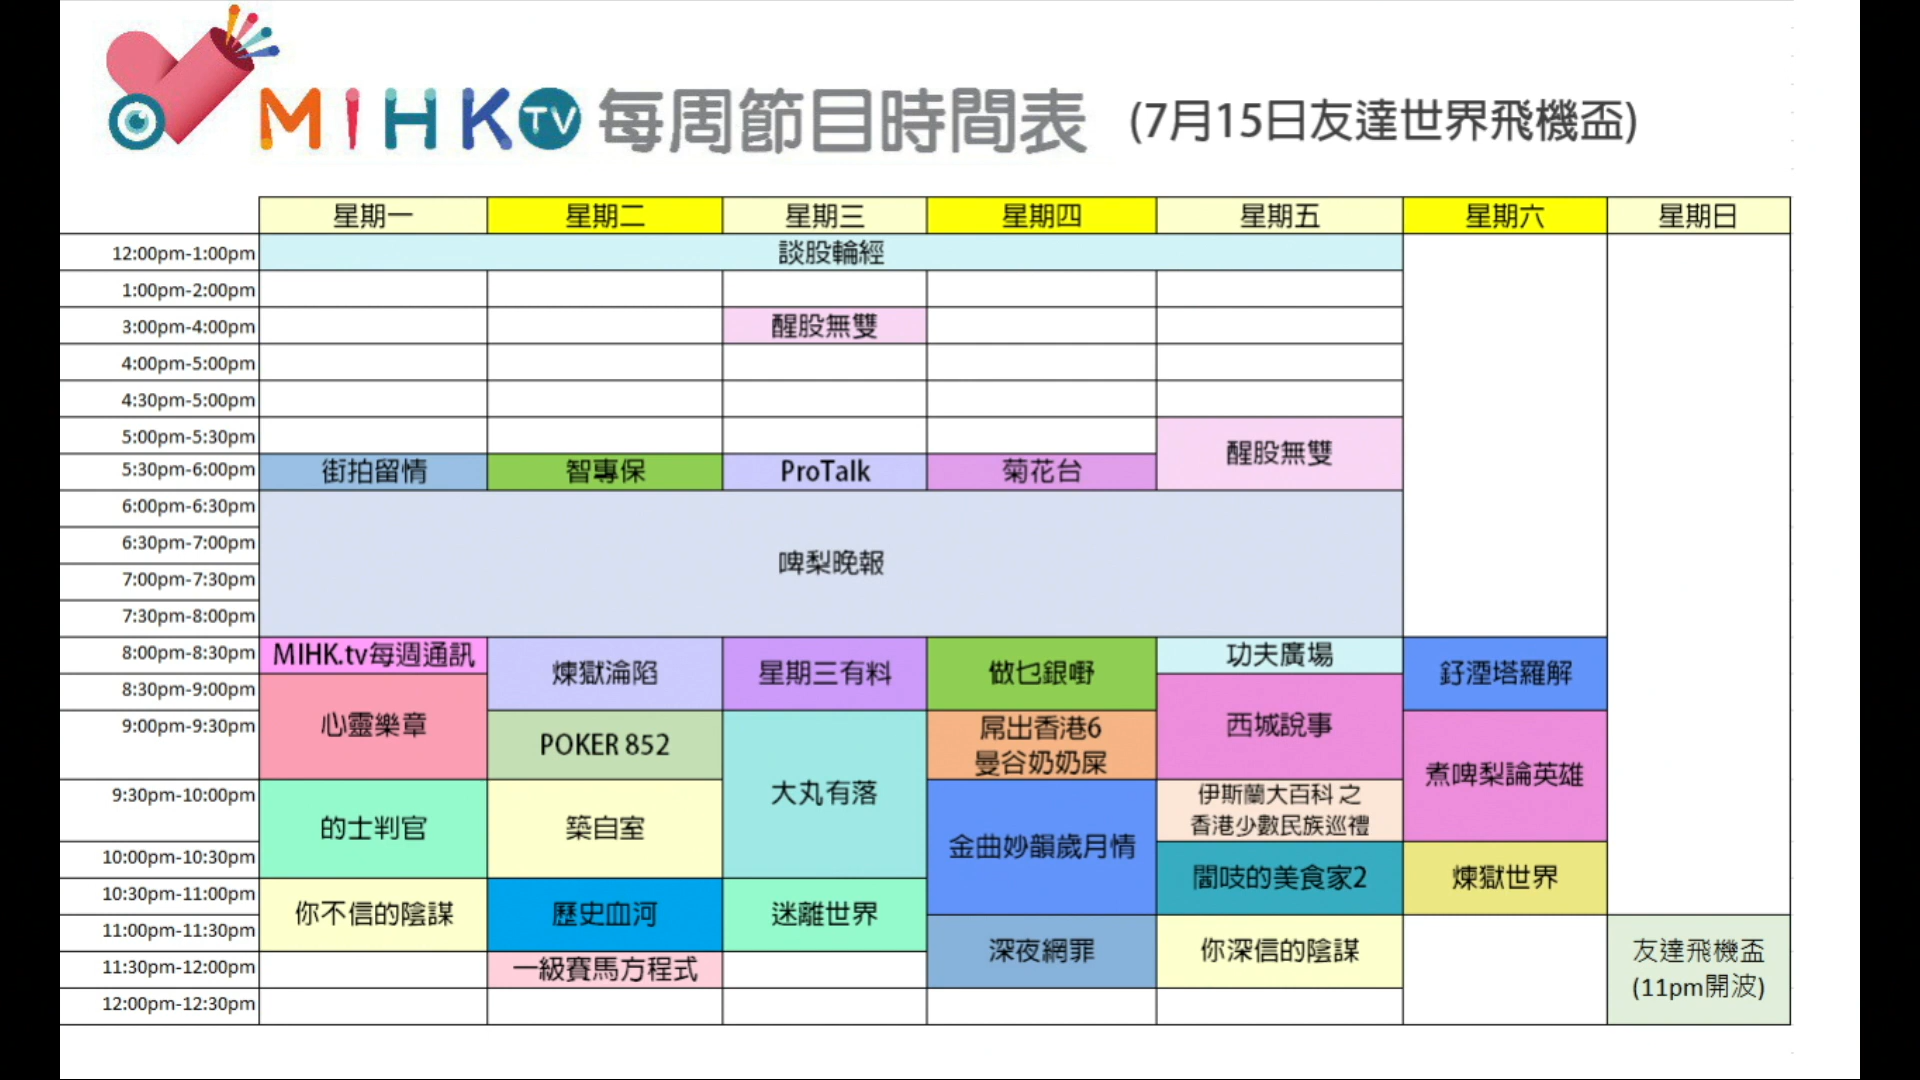 MIHK TV 每周節目時間表 (7月15日友達世界飛機盃)
星期一 星期二 星期三 星期四 星期五 星期六 星期日
12:00pm-1:00pm 談股輪經
1:00pm-2:00pm
3:00pm-4:00pm 醒股無雙
4:00pm-5:00pm
4:30pm-5:00pm
5:00pm-5:30pm
醒股無雙
5:30pm-6:00pm 街拍留情 智專保 ProTalk 菊花台
6:00pm-6:30pm
6:30pm-7:00pm
啤梨晚報
7:00pm-7:30pm
7:30pm-8:00pm
8:00pm-8:30pm MIHK.tv每週通訊 功夫廣場
煉獄淪陷 星期三有料 做乜銀嘢 釨湮塔羅解
8:30pm-9:00pm
9:00pm-9:30pm 心靈樂章 西城說事
POKER 852 屌出香港6
曼谷奶奶屎
煮啤梨論英雄
9:30pm-10:00pm 大丸有落 伊斯蘭大百科 之
香港少數民族巡禮
的士判官 築自室 金曲妙韻歲月情
10:00pm-10:30pm
誾吱的美食家2 煉獄世界
10:30pm-11:00pm
你不信的陰謀 歷史血河 迷離世界
11:00pm-11:30pm
深夜網罪 你深信的陰謀 友達飛機盃
11:30pm-12:00pm 一級賽馬方程式
(11pm開波)
12:00pm-12:30pm